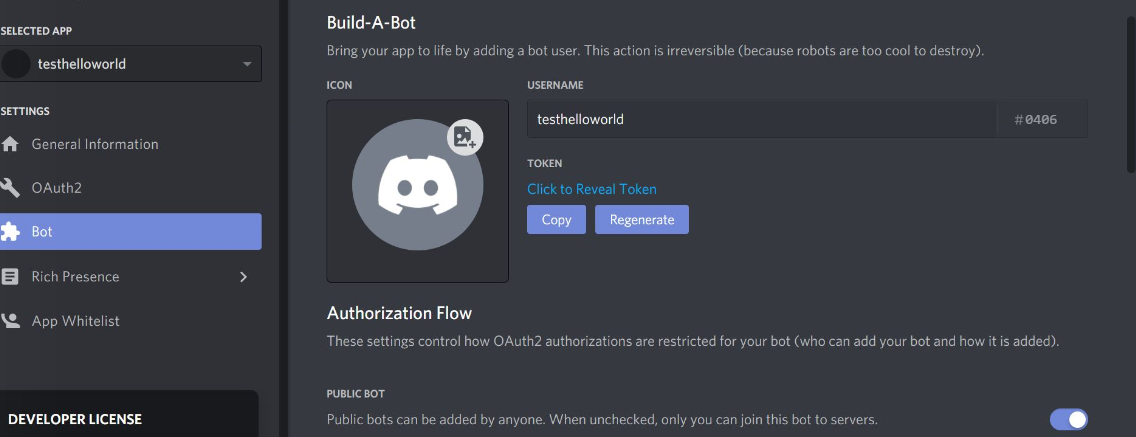 SELECTED APP
testhelloworld
SETTINGS
General Information
OAuth2
Bot
Rich Presence
App Whitelist
DEVELOPER LICENSE
Build-A-Bot
Bring your app to life by adding a bot user. This action is irreversible (because robots are too cool to destroy).
ICON
USERNAME
testhelloworld
#0406
TOKEN
Click to Reveal Token
Copy
Regenerate
Authorization Flow
These settings control how OAuth2 authorizations are restricted for your bot (who can add your bot and how it is added).
PUBLIC BOT
Public bots can be added by anyone. When unchecked, only you can join this bot to servers.